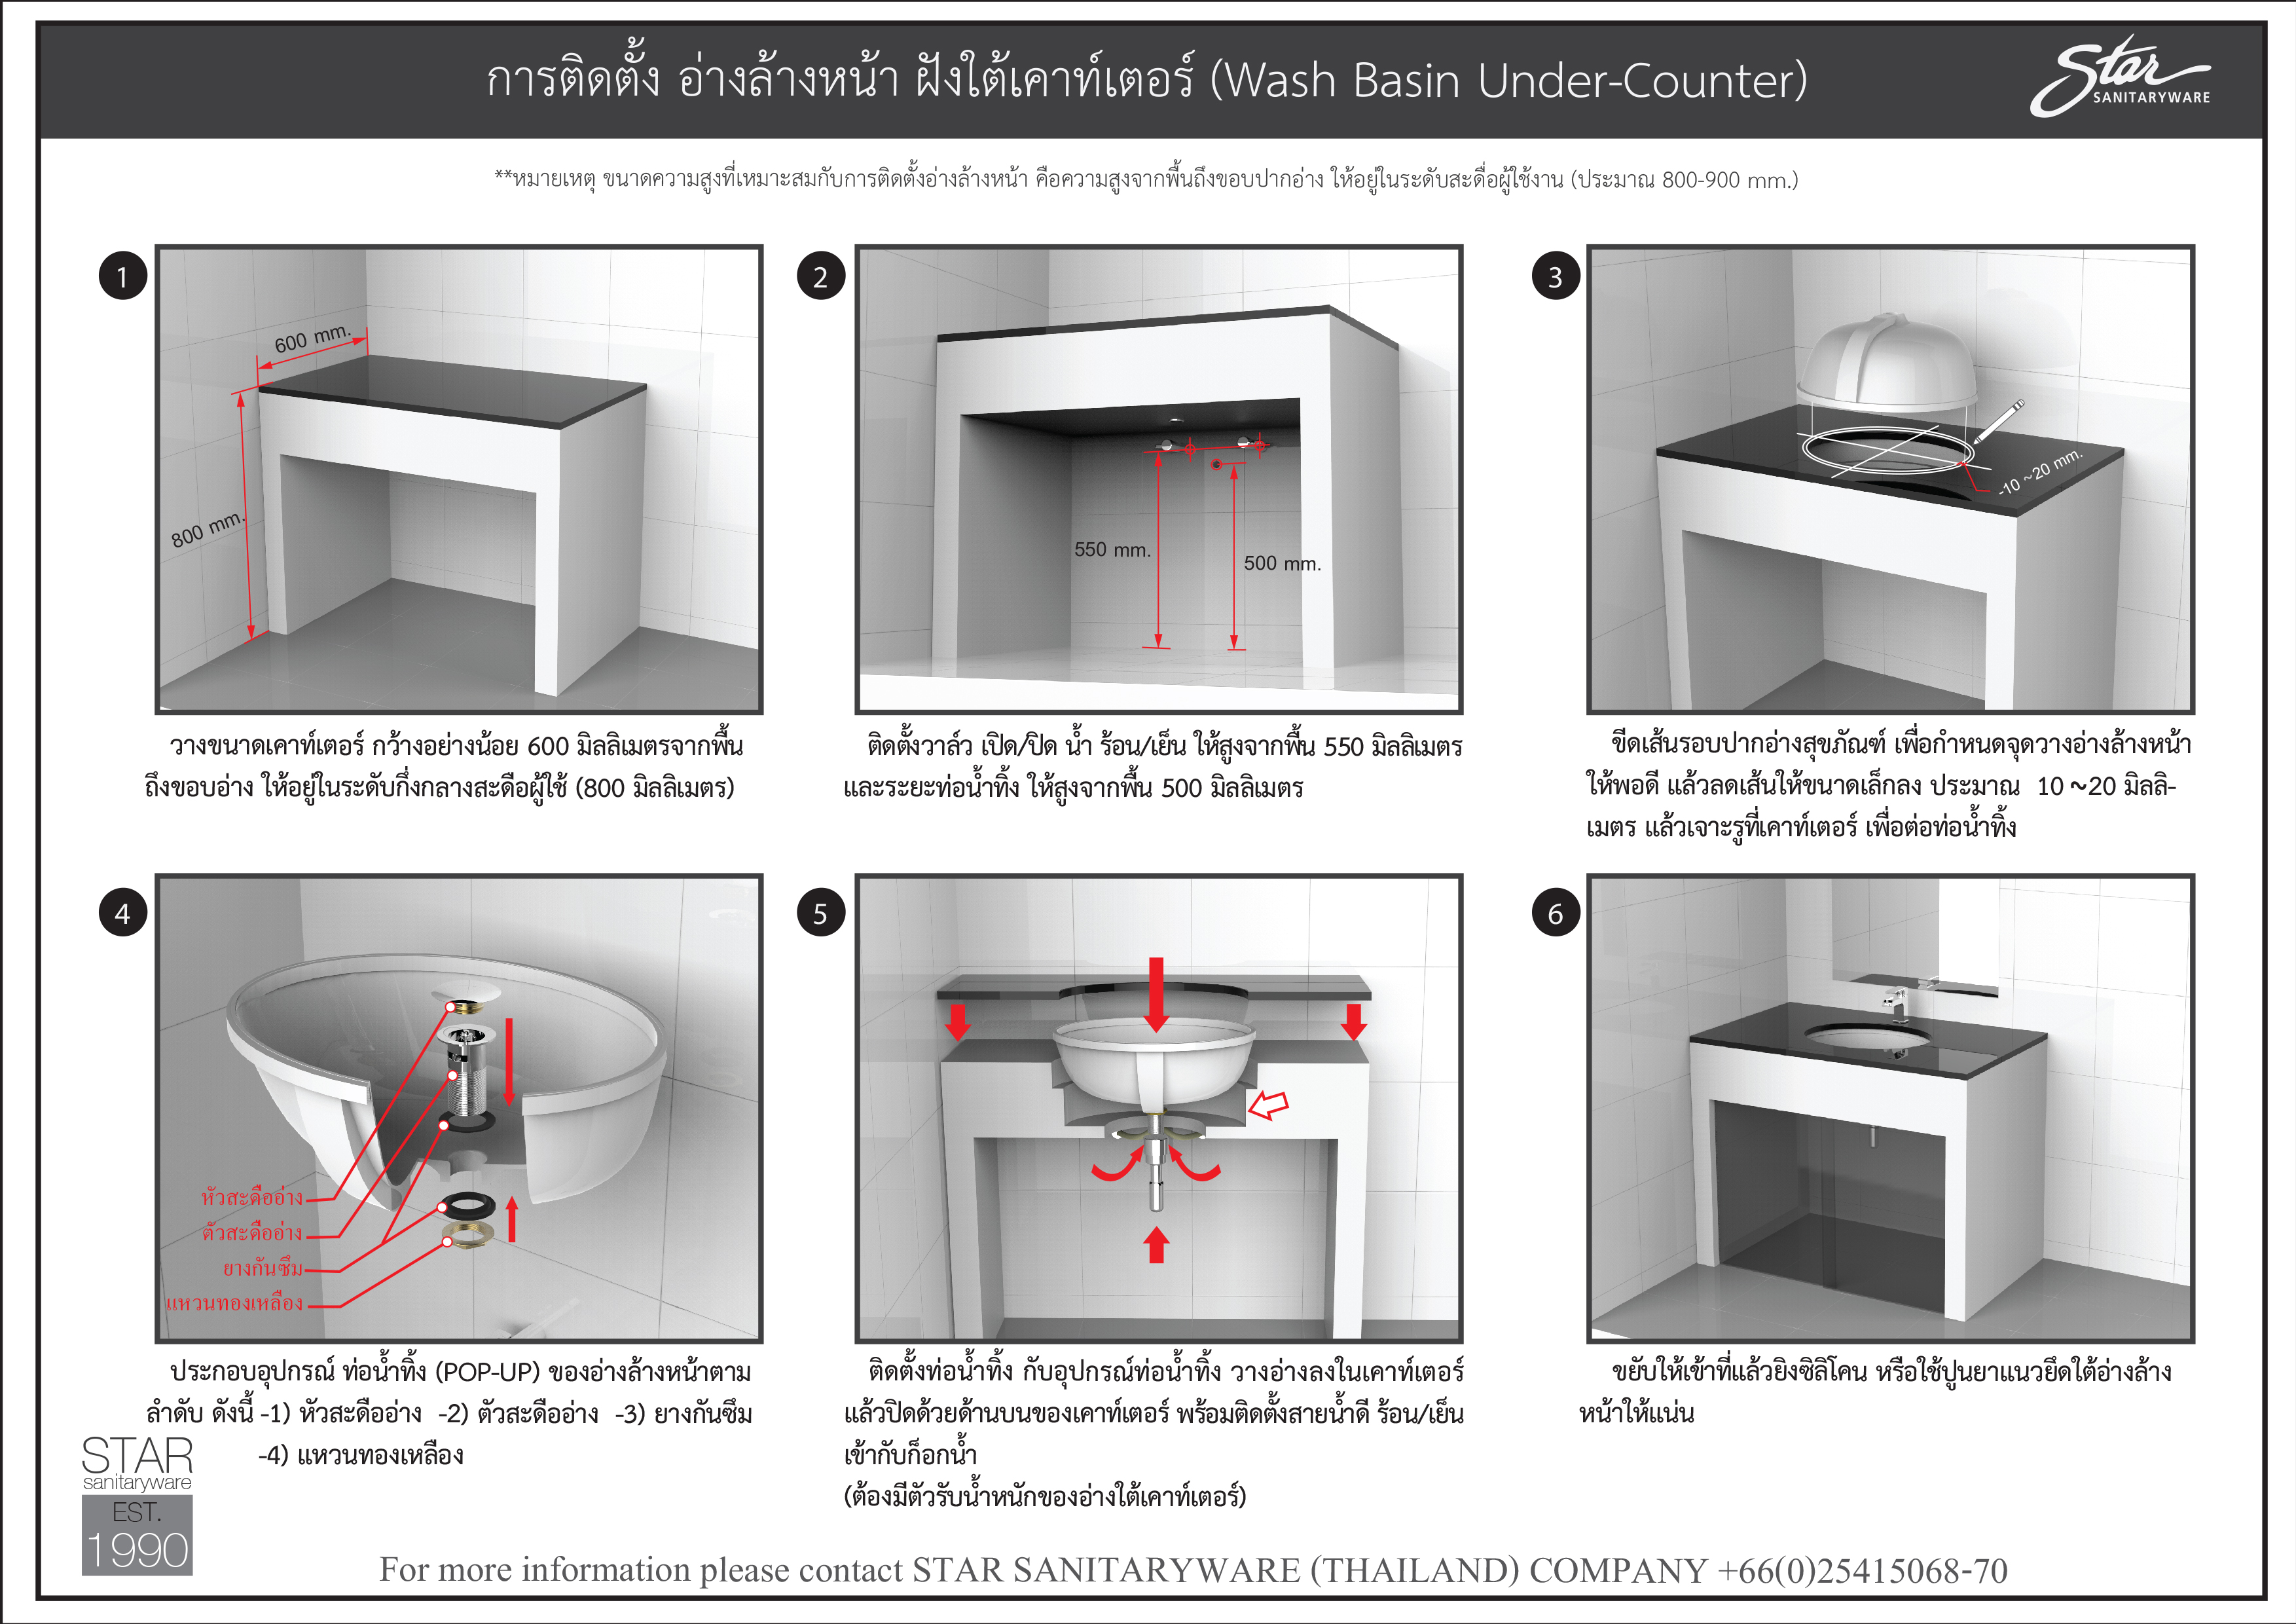 การติดตั้ง อ่างล้างหน้า ฝังใต้เคาท์เตอร์ (Wash Basin Under-Counter)
Star
SANITARYWARE
**หมายเหตุ ขนาดความสูงที่เหมาะสมกับการติดตั้งอ่างล้างหน้า คือความสูงจากพื้นถึงขอบปากอ่าง ให้อยู่ในระดับสะดื่อผู้ใช้งาน (ประมาณ 800-900 mm.)
1
600 mm.
800 mm.
วางขนาดเคาท์เตอร์ กว้างอย่างน้อย 600 มิลลิเมตรจากพื้น
ถึงขอบอ่าง ให้อยู่ในระดับกึ่งกลางสะดือผู้ใช้ (800 มิลลิเมตร)
2
550 mm.
500 mm.
ติดตั้งวาล์ว เปิด/ปิด น้ำ ร้อน/เย็น ให้สูงจากพื้น 550 มิลลิเมตร
และระยะท่อน้ำทิ้ง ให้สูงจากพื้น 500 มิลลิเมตร
3
-10 ~20 mm.
ขีดเส้นรอบปากอ่างสุขภัณฑ์ เพื่อกำหนดจุดวางอ่างล้างหน้า
ให้พอดี แล้วลดเส้นให้ขนาดเล็กลง ประมาณ 10 ~20 มิลลิ-
เมตร แล้วเจาะรูที่เคาท์เตอร์ เพื่อต่อท่อน้ำทิ้ง
4
หัวสะดืออ่าง
ตัวสะดืออ่าง
ยางกันซึม
แหวนทองเหลือง
ประกอบอุปกรณ์ ท่อน้ำทิ้ง (POP-UP) ของอ่างล้างหน้าตาม
ลำดับ ดังนี้ -1) หัวสะดืออ่าง -2) ตัวสะดืออ่าง -3) ยางกันซึม
-4) แหวนทองเหลือง
5
ติดตั้งท่อน้ำทิ้ง กับอุปกรณ์ท่อน้ำทิ้ง วางอ่างลงในเคาท์เตอร์
แล้วปิดด้วยด้านบนของเคาท์เตอร์ พร้อมติดตั้งสายน้ำดี ร้อน/เย็น
เข้ากับก็อกน้ำ
(ต้องมีตัวรับน้ำหนักของอ่างใต้เคาท์เตอร์)
6
ขยับให้เข้าที่แล้วยิงซิลิโคน หรือใช้ปูนยาแนวยึดใต้อ่างล้าง
หน้าให้แน่น
STAR
sanitaryware
EST.
1990
For more information please contact STAR SANITARYWARE (THAILAND) COMPANY +66(0)25415068-70